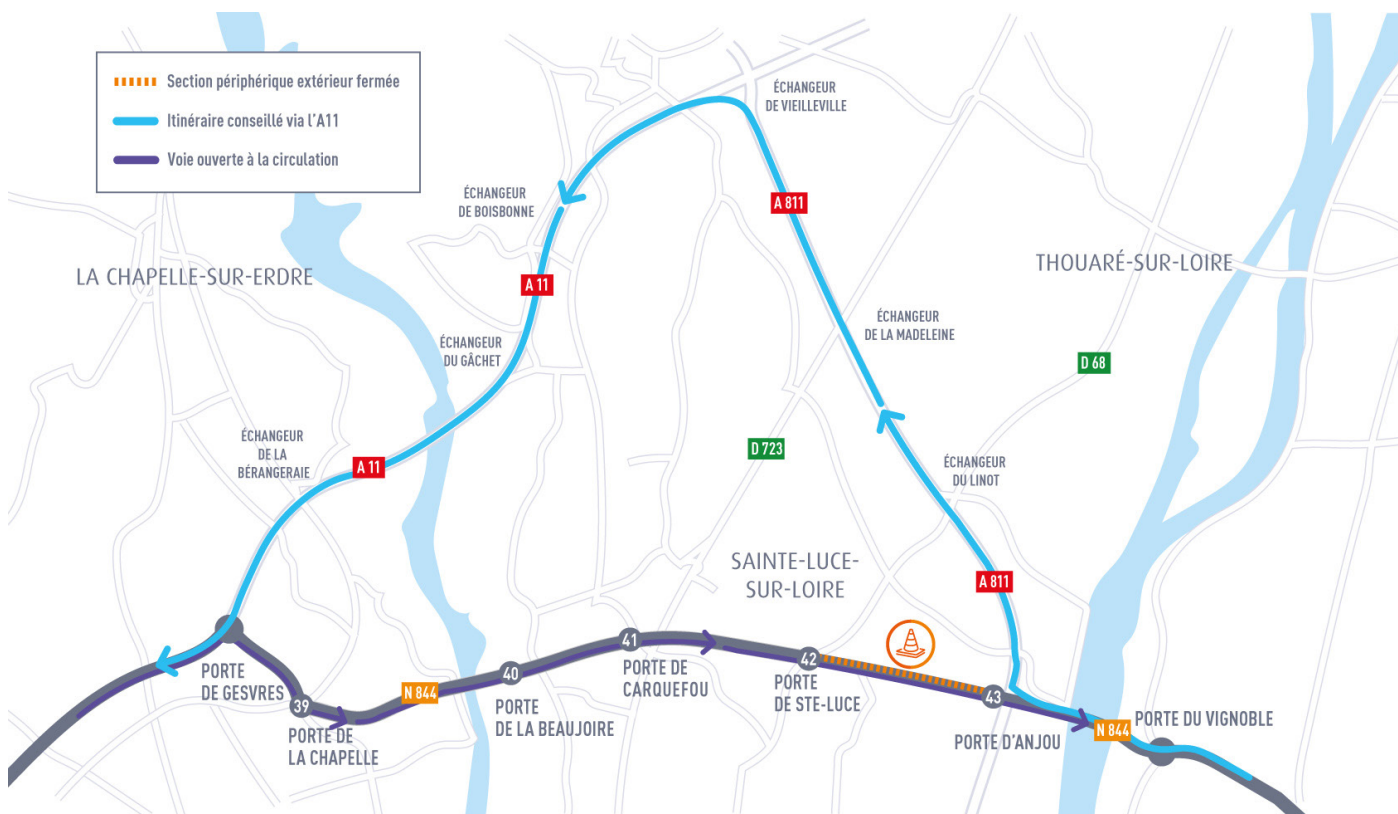 Section périphérique extérieur fermée
Itinéraire conseillé via l'A11
Voie ouverte à la circulation
ÉCHANGEUR
DE VIEILLEVILLE
ÉCHANGEUR
DE BOISBONNE
A 811
LA CHAPELLE-SUR-ERDRE
THOUARÉ-SUR-LOIRE
A 11
ÉCHANGEUR
DE LA MADELEINE
ÉCHANGEUR
DU GÂCHET
D 68
ÉCHANGEUR
DE LA
BÉRANGERAIE
D 723
A 11
ÉCHANGEUR
DU LINOT
SAINTE-LUCE-
SUR-LOIRE
A 811
PORTE
DE GESVRES
39
PORTE DE
LA CHAPELLE
N 844
40
PORTE
DE LA BEAUJOIRE
41
PORTE DE
CARQUEFOU
42
PORTE
DE STE-LUCE
43
PORTE D'ANJOU
N 844
PORTE DU VIGNOBLE